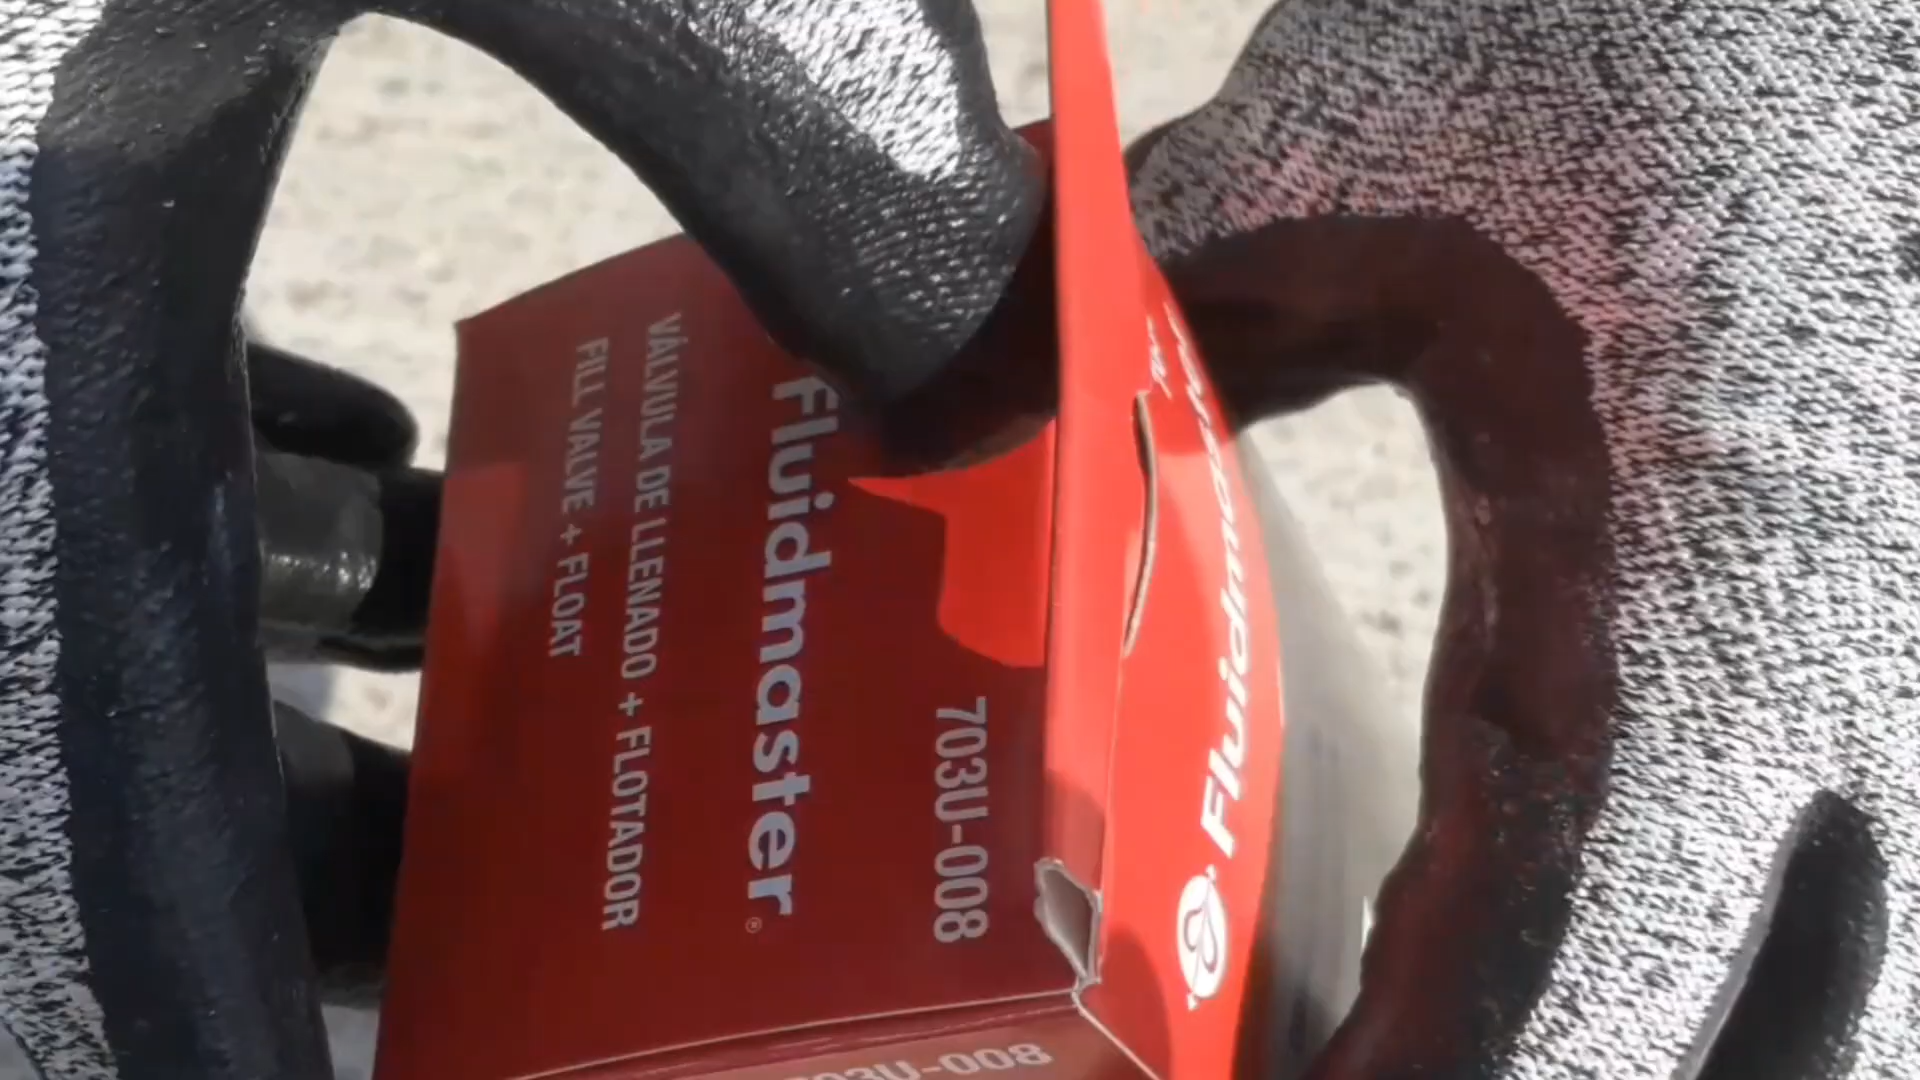 703U-008
Fluidmaster®
VÁLVULA DE LLENADO + FLOTADOR
FILL VALVE + FLOAT
Fluidmaster
703U-008